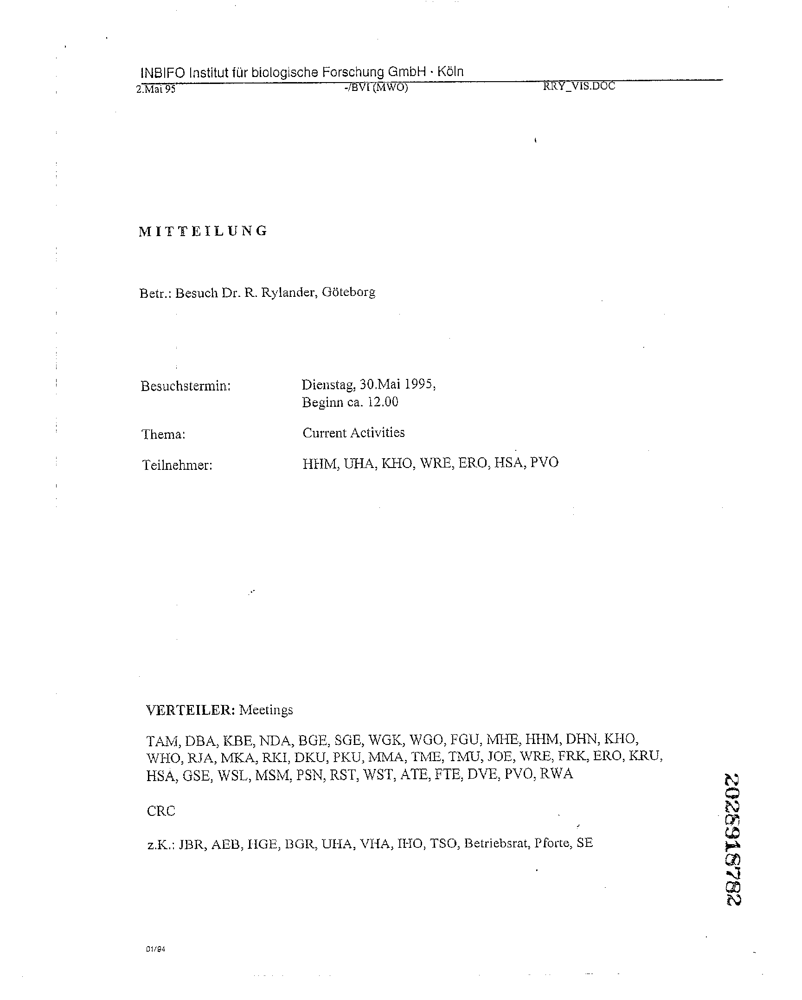 INBIFO Institut für biologische Forschung GmbH · Köln
2.Mai 95 -/BVI (MWO) RRY_VIS.DOC
MITTEILUNG
Betr.: Besuch Dr. R. Rylander, Göteborg
Besuchstermin: Dienstag, 30.Mai 1995,
Beginn ca. 12.00
Thema: Current Activities
Teilnehmer: HHM, UHA, KHO, WRE, ERO, HSA, PVO
VERTEILER: Meetings
TAM, DBA, KBE, NDA, BGE, SGE, WGK, WGO, FGU, MHE, HHM, DHN, KHO,
WHO, RJA, MKA, RKI, DKU, PKU, MMA, TME, TMU, JOE, WRE, FRK, ERO, KRU,
HSA, GSE, WSL, MSM, PSN, RST, WST, ATE, FTE, DVE, PVO, RWA
CRC
z.K.: JBR, AEB, HGE, BGR, UHA, VHA, IHO, TSO, Betriebsrat, Pforte, SE
01/94
2028918782